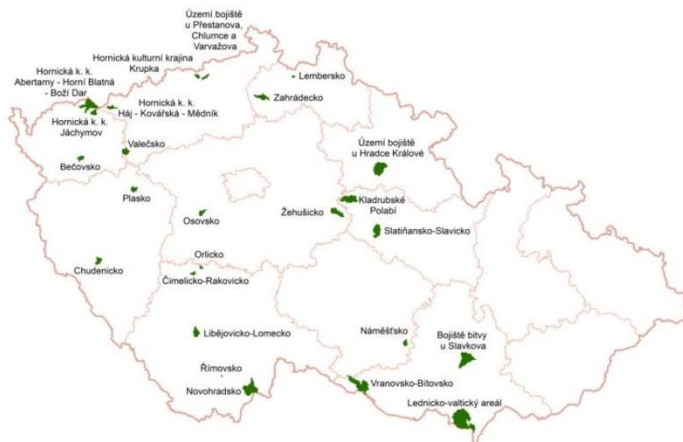 Území bojiště
u Přestanova,
Chlumce a
Varvažova
Hornická kulturní krajina
Krupka
Lembersko
Hornická k. k.
Abertamy - Horní Blatná
- Boží Dar
Zahrádecko
Hornická k. k.
Háj - Kovářská - Mědník
Hornická k. k.
Jáchymov
Valečsko
Území bojiště
u Hradce Králové
Bečovsko
Plasko
Kladrubské
Polabí
Žehušicko
Osovsko
Slatiňansko-Slavicko
Orlicko
Chudenicko
Čimelicko-Rakovicko
Libějovicko-Lomecko
Náměšťsko
Bojiště bitvy
u Slavkova
Římovsko
Novohradsko
Vranovsko-Bítovsko
Lednicko-valtický areál